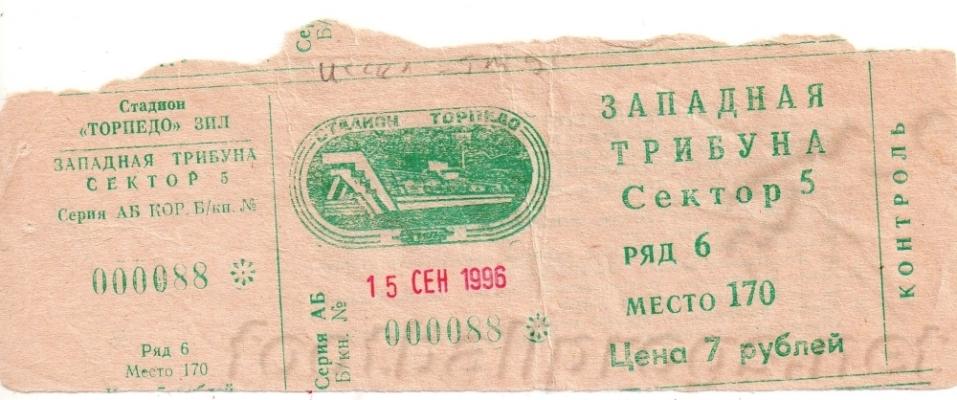 Стадион
«ТОРПЕДО» ЗИЛ
ЗАПАДНАЯ ТРИБУНА
СЕКТОР 5
Серия АБ КОР. Б/кн. №
000088
Ряд 6
Место 170
Серия АБ
Б/кн. №
СТАДИОН ТОРПЕДО
15 СЕН 1996
000088
ЗАПАДНАЯ
ТРИБУНА
Сектор 5
РЯД 6
МЕСТО 170
Цена 7 рублей
КОНТРОЛЬ